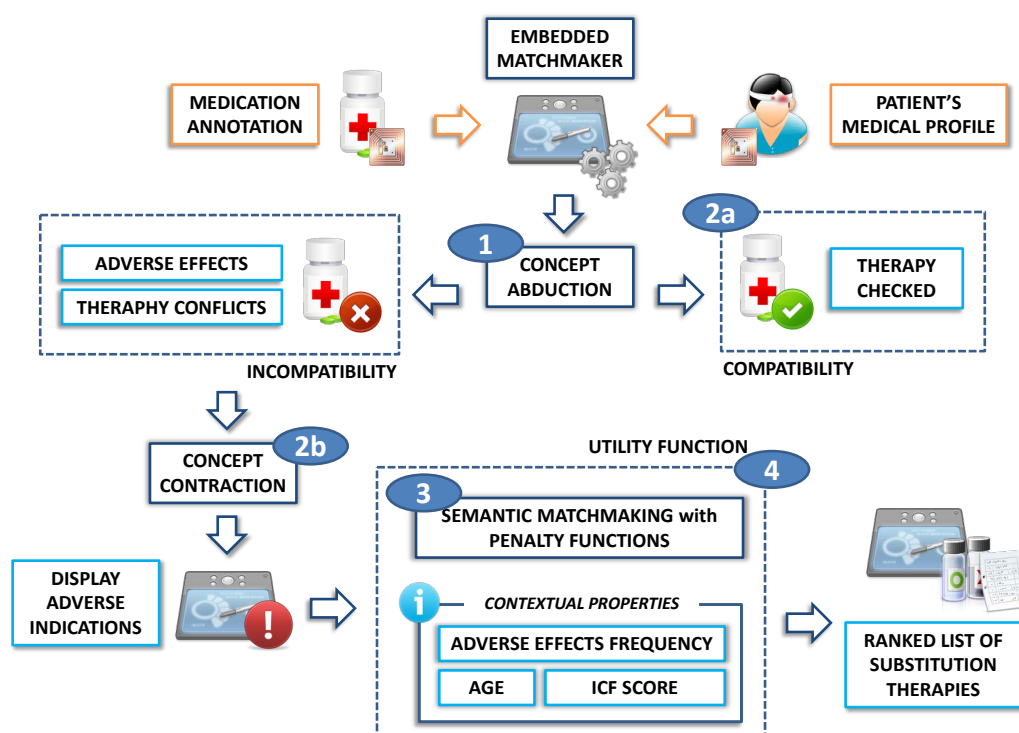 EMBEDDED
MATCHMAKER
MEDICATION
ANNOTATION
PATIENT'S
MEDICAL PROFILE
2a
1
CONCEPT
ABDUCTION
ADVERSE EFFECTS
THERAPHY CONFLICTS
THERAPY
CHECKED
INCOMPATIBILITY
COMPATIBILITY
2b
CONCEPT
CONTRACTION
UTILITY FUNCTION
4
3
SEMANTIC MATCHMAKING with
PENALTY FUNCTIONS
DISPLAY
ADVERSE
INDICATIONS
!
i
CONTEXTUAL PROPERTIES
ADVERSE EFFECTS FREQUENCY
AGE
ICF SCORE
RANKED LIST OF
SUBSTITUTION
THERAPIES